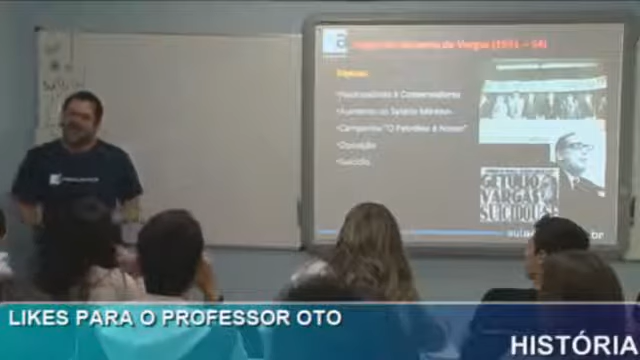 Segundo Governo de Vargas (1951 – 54)
Tópicos:
•Nacionalistas X Conservadores
•Aumento do Salário Mínimo
•Campanha "O Petróleo é Nosso"
•Oposição
•Suicídio
GETULIO
VARGAS
SUICIDOU
LIKES PARA O PROFESSOR OTO
HISTÓRIA